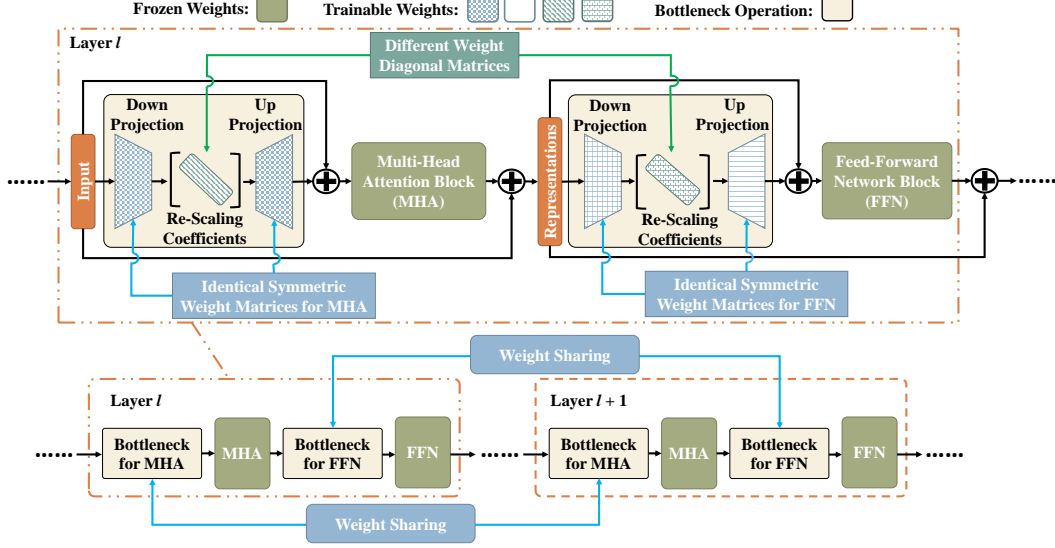 Frozen Weights:
Trainable Weights:
Bottleneck Operation:
Layer l
Different Weight
Diagonal Matrices
Down
Projection
Up
Projection
Input
Re-Scaling
Coefficients
Multi-Head
Attention Block
(MHA)
Representations
Down
Projection
Up
Projection
Re-Scaling
Coefficients
Feed-Forward
Network Block
(FFN)
Identical Symmetric
Weight Matrices for MHA
Identical Symmetric
Weight Matrices for FFN
Weight Sharing
Layer l
Bottleneck
for MHA
MHA
Bottleneck
for FFN
FFN
Layer l + 1
Bottleneck
for MHA
MHA
Bottleneck
for FFN
FFN
Weight Sharing